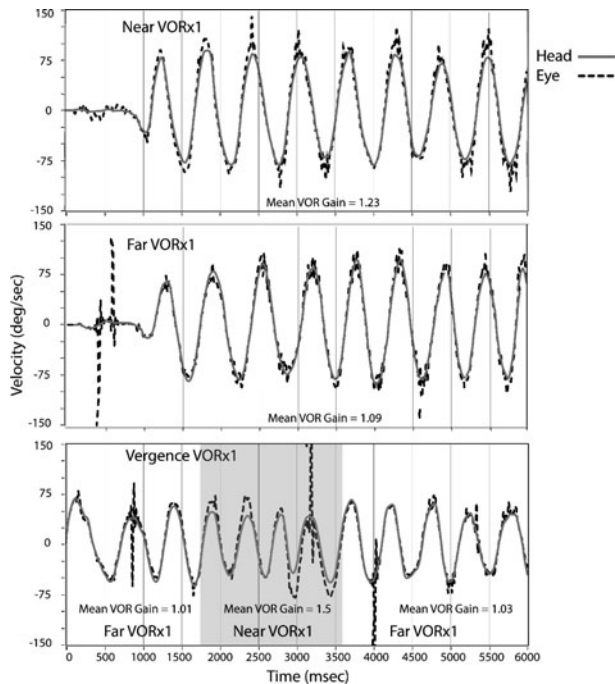 150
Near VORx1
75
0
-75
-150
Mean VOR Gain = 1.23
Head
Eye
150
Far VORx1
75
0
-75
-150
Mean VOR Gain = 1.09
Velocity (deg/sec)
150
Vergence VORx1
75
0
-75
-150
Mean VOR Gain = 1.01 Mean VOR Gain = 1.5 Mean VOR Gain = 1.03
Far VORx1 Near VORx1 Far VORx1
0 500 1000 1500 2000 2500 3000 3500 4000 4500 5000 5500 6000
Time (msec)